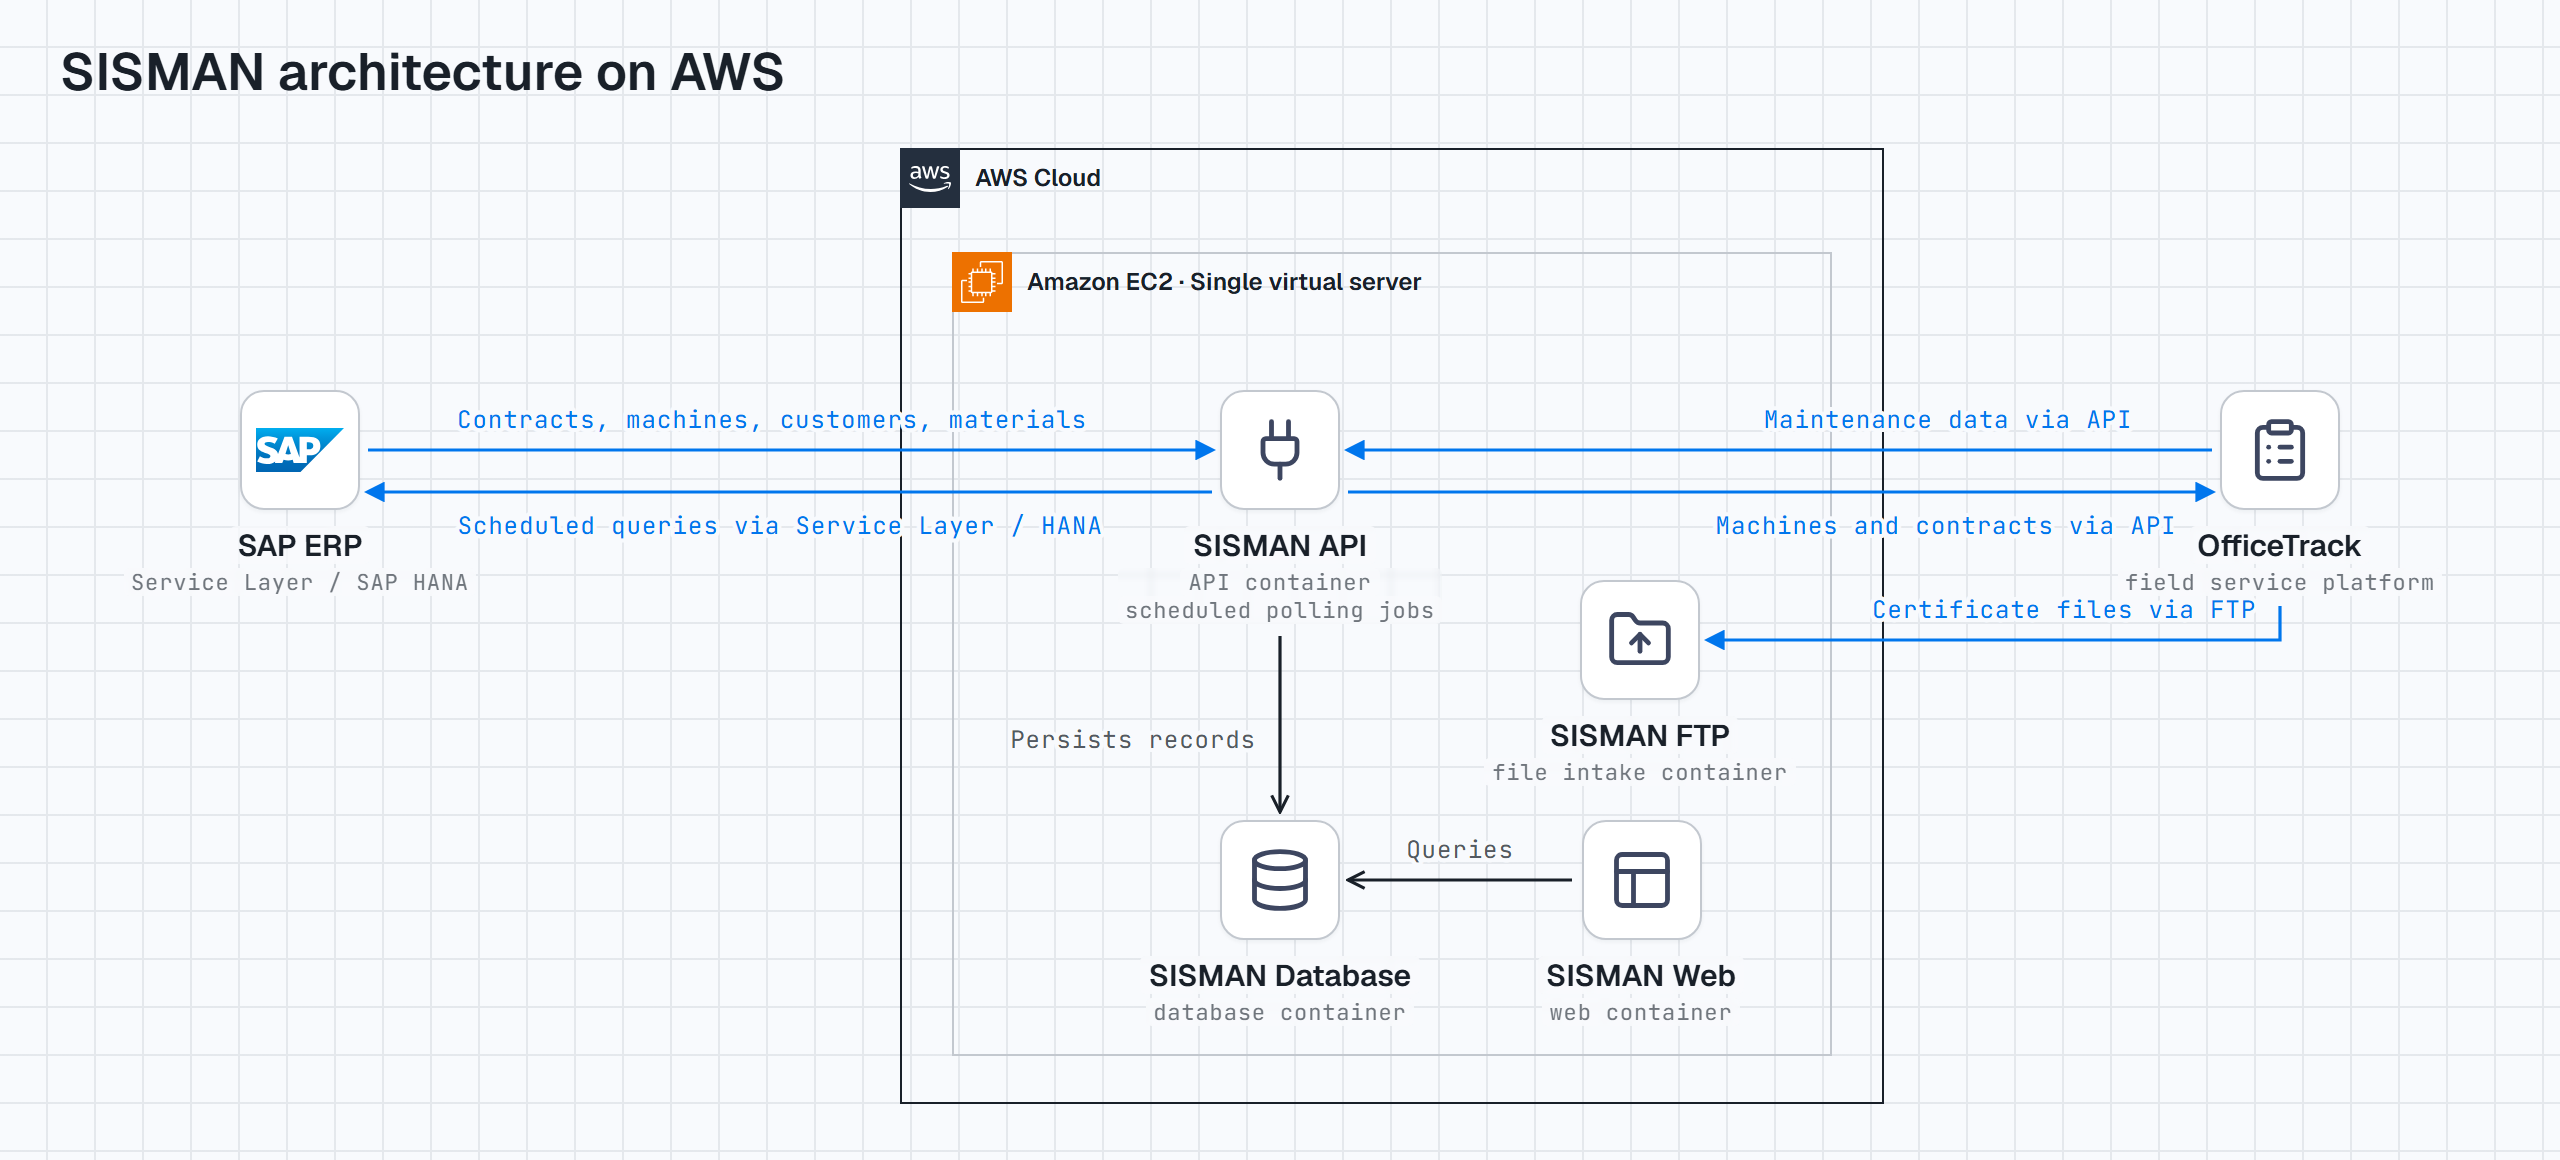 SISMAN architecture on AWS
aws
AWS Cloud
Amazon EC2 · Single virtual server
Contracts, machines, customers, materials
Maintenance data via API
SAP
Scheduled queries via Service Layer / HANA
Machines and contracts via API
SAP ERP
Service Layer / SAP HANA
SISMAN API
API container
scheduled polling jobs
OfficeTrack
field service platform
Certificate files via FTP
Persists records
SISMAN FTP
file intake container
Queries
SISMAN Database
database container
SISMAN Web
web container